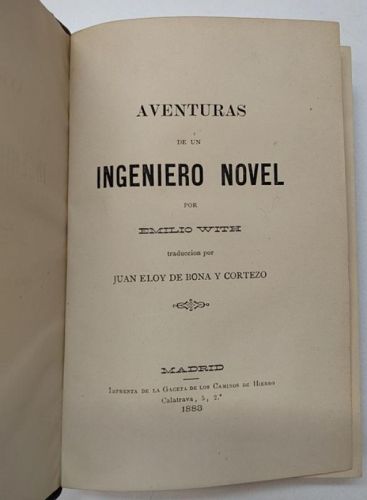 AVENTURAS
DE UN
INGENIERO NOVEL
POR
EMILIO WITH
traduccion por
JUAN ELOY DE BONA Y CORTEZO
MADRID
IMPRENTA DE LA GACETA DE LOS CAMINOS DE HIERRO
Calatrava, 5, 2.º
1883